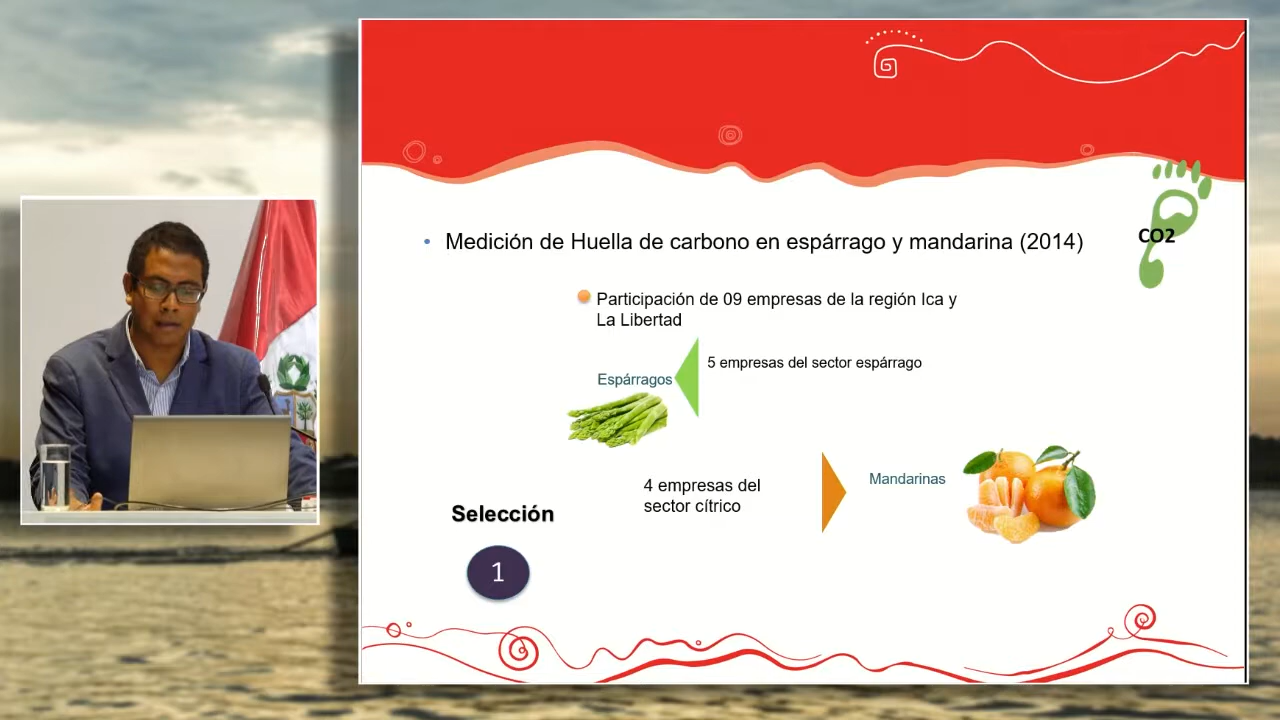 Medición de Huella de carbono en espárrago y mandarina (2014)
CO2
Participación de 09 empresas de la región Ica y
La Libertad
5 empresas del sector espárrago
Espárragos
4 empresas del
sector cítrico
Mandarinas
Selección
1